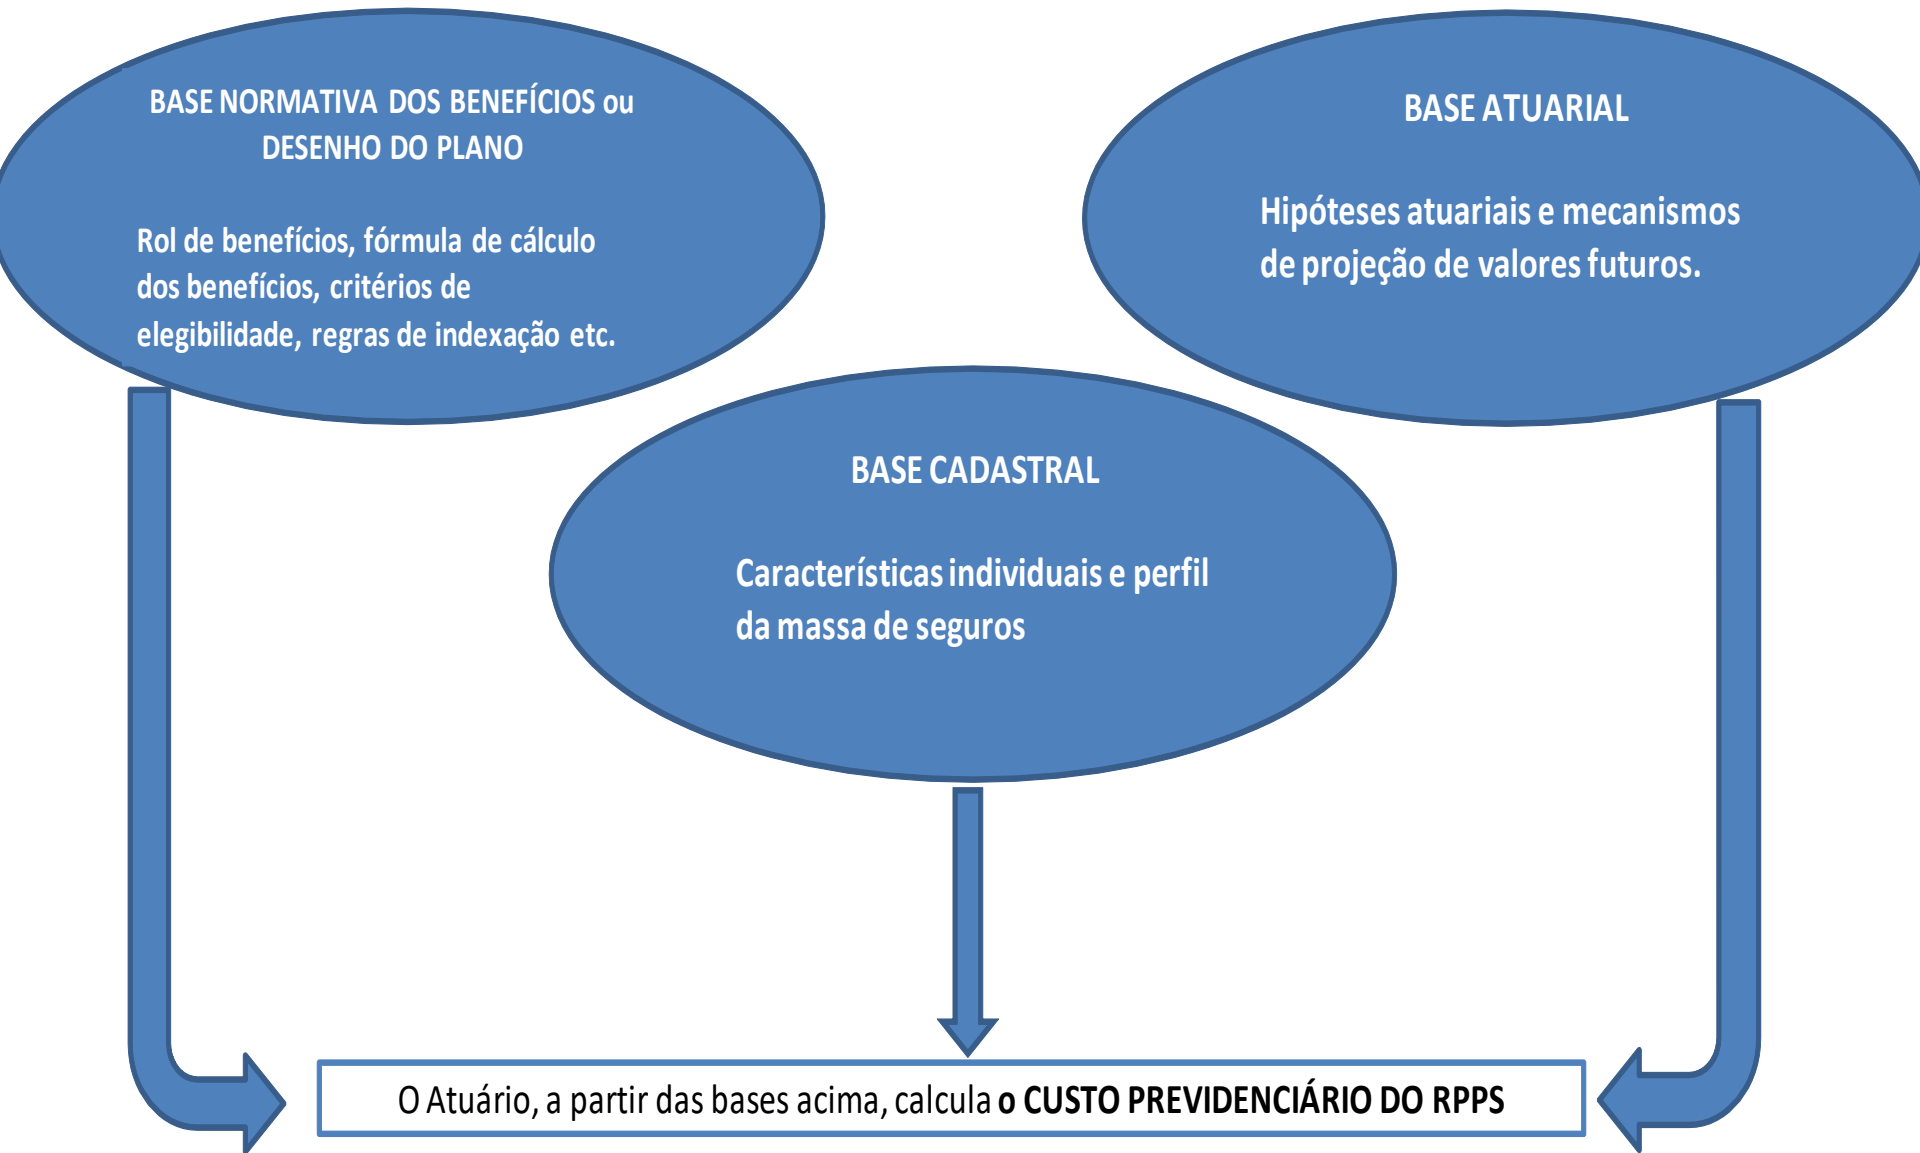 BASE NORMATIVA DOS BENEFÍCIOS ou
DESENHO DO PLANO
Rol de benefícios, fórmula de cálculo
dos benefícios, critérios de
elegibilidade, regras de indexação etc.
BASE ATUARIAL
Hipóteses atuariais e mecanismos
de projeção de valores futuros.
BASE CADASTRAL
Características individuais e perfil
da massa de seguros
O Atuário, a partir das bases acima, calcula o CUSTO PREVIDENCIÁRIO DO RPPS